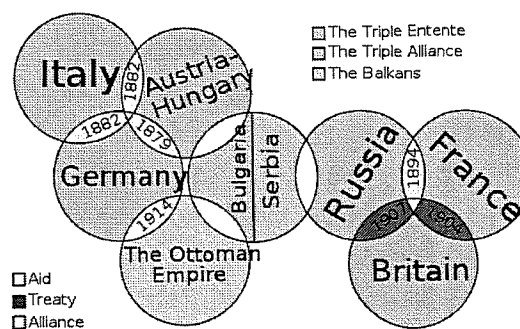 The Triple Entente
The Triple Alliance
The Balkans
Italy
1882
Austria-
Hungary
1882
1879
Germany
Bulgaria
Serbia
Russia
1894
France
1914
1904
The Ottoman
Empire
Britain
Aid
Treaty
Alliance